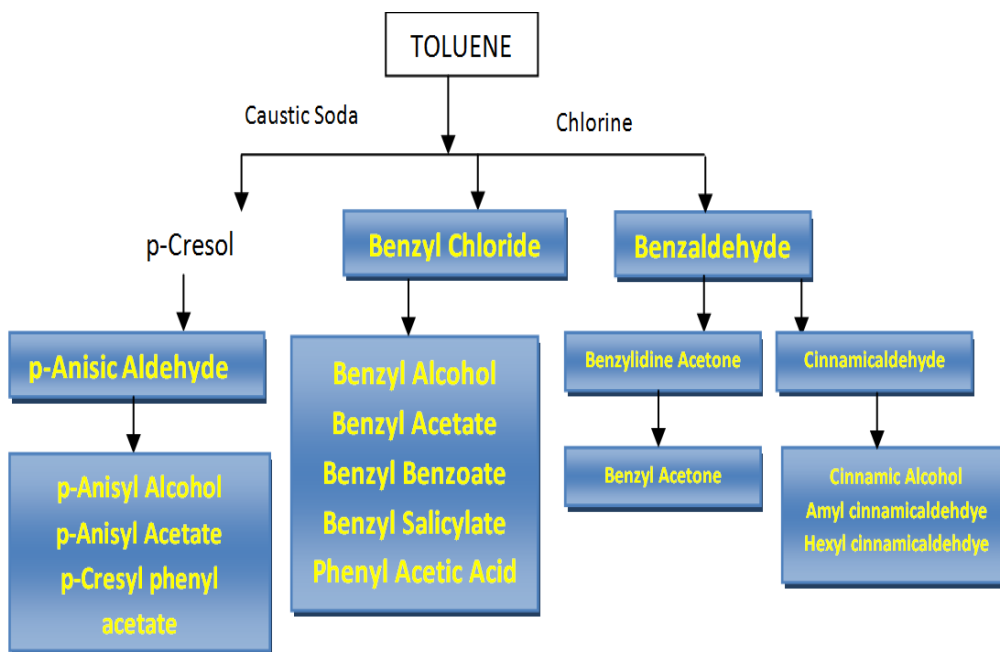 TOLUENE
Caustic Soda
Chlorine
p-Cresol
Benzyl Chloride
Benzaldehyde
p-Anisic Aldehyde
Benzyl Alcohol
Benzyl Acetate
Benzyl Benzoate
Benzyl Salicylate
Phenyl Acetic Acid
Benzylidine Acetone
Cinnamicaldehyde
p-Anisyl Alcohol
p-Anisyl Acetate
p-Cresyl phenyl
acetate
Benzyl Acetone
Cinnamic Alcohol
Amyl cinnamicaldehdye
Hexyl cinnamicaldehdye